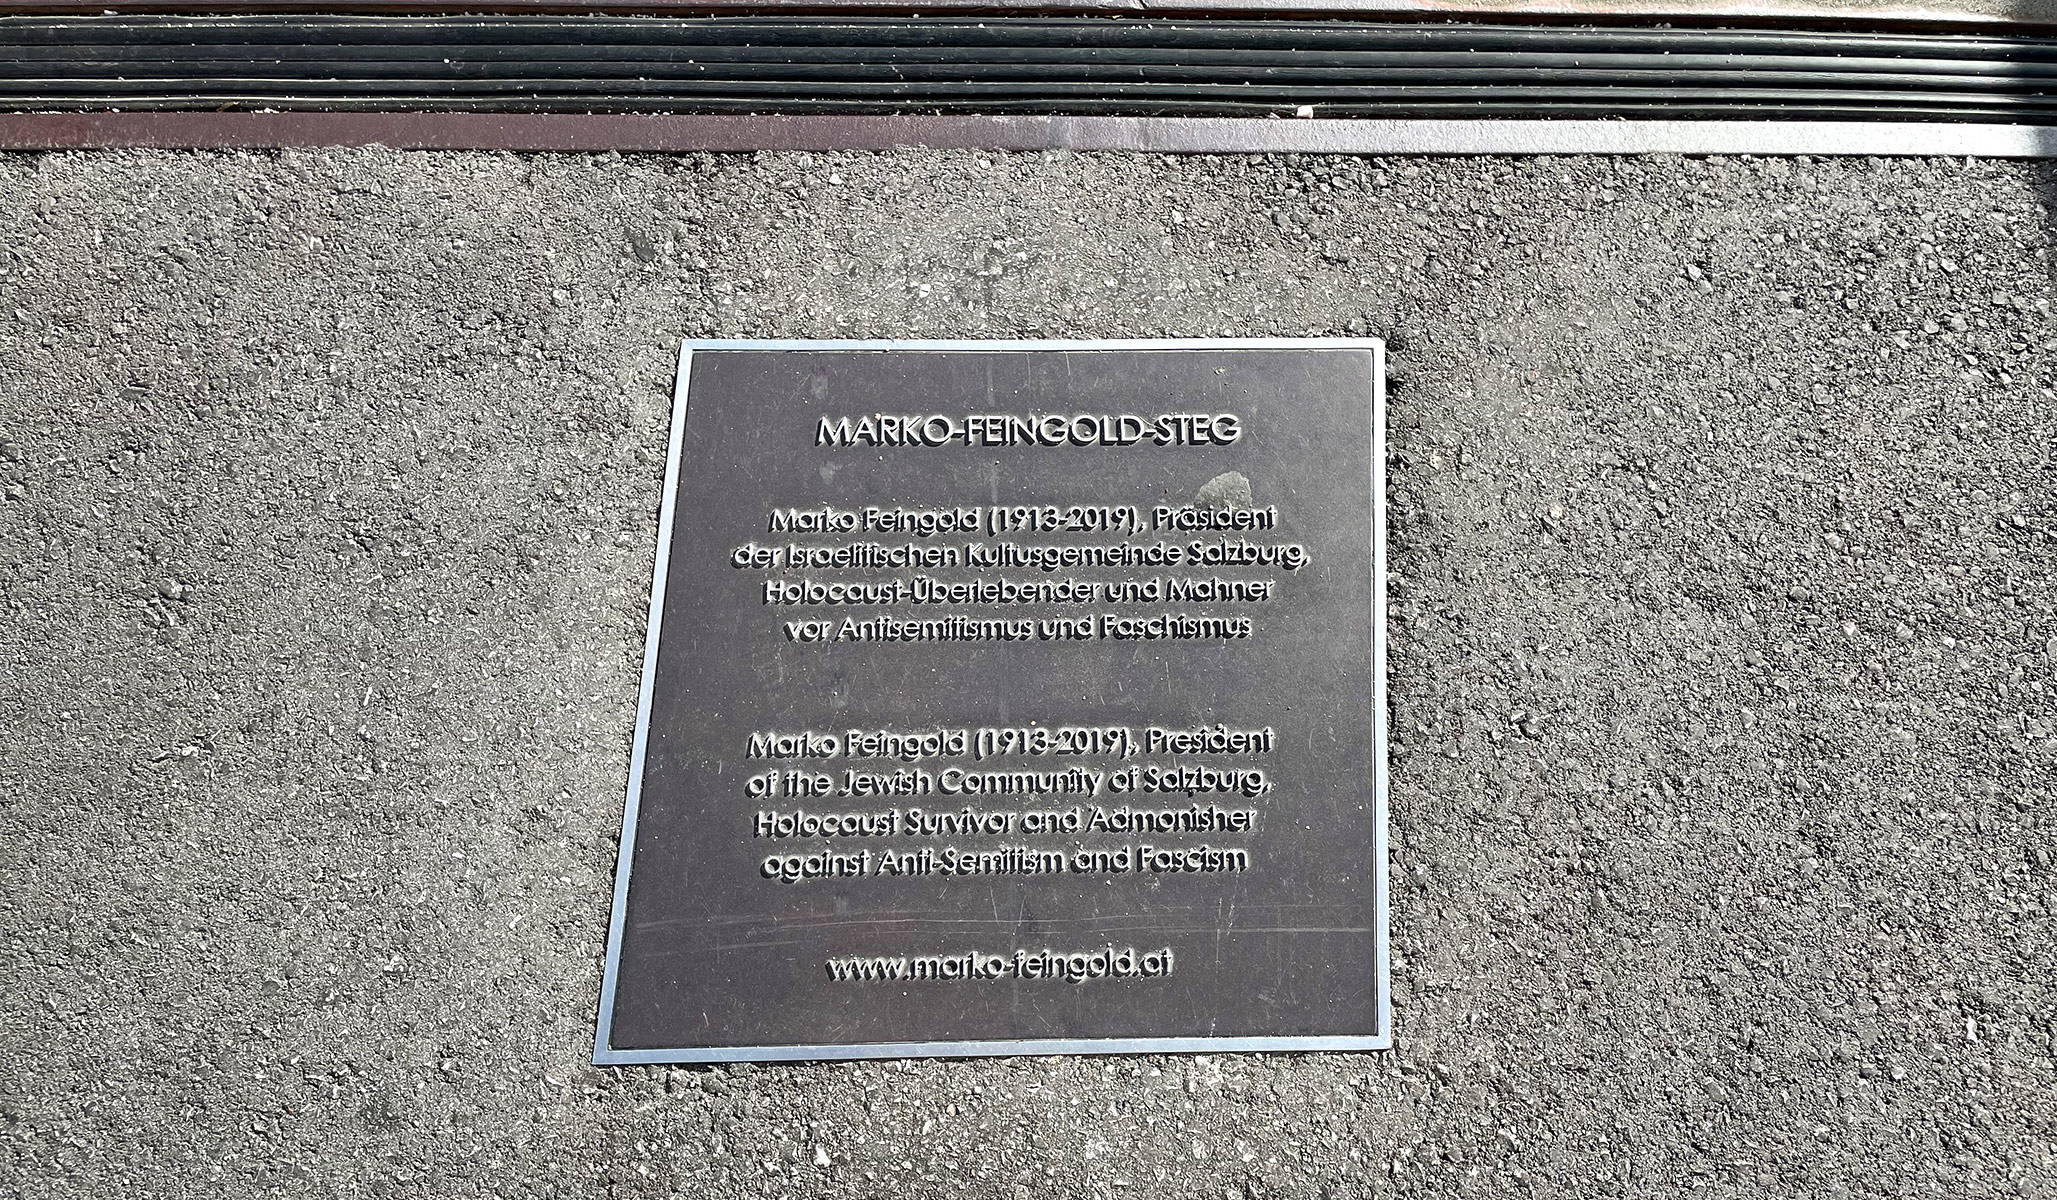 MARKO-FEINGOLD-STEG
Marko Feingold (1913-2019), Präsident
der Israelitischen Kultusgemeinde Salzburg,
Holocaust-Überlebender und Mahner
vor Antisemitismus und Faschismus
Marko Feingold (1913-2019), President
of the Jewish Community of Salzburg,
Holocaust Survivor and Admonisher
against Anti-Semitism and Fascism
www.marko-feingold.at